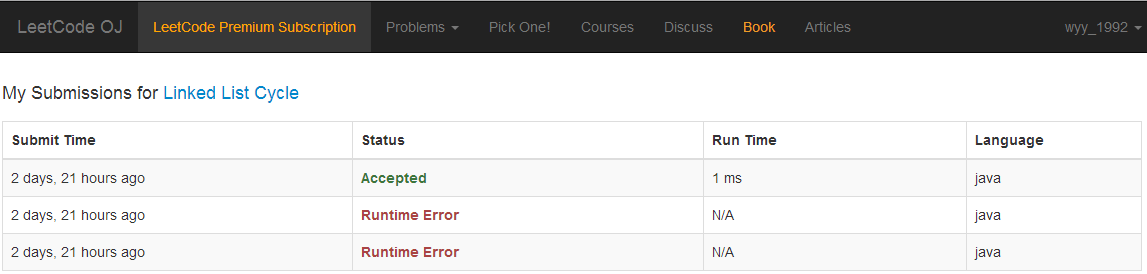 LeetCode OJ LeetCode Premium Subscription Problems Pick One! Courses Discuss Book Articles wyy_1992
My Submissions for Linked List Cycle
Submit Time Status Run Time Language
2 days, 21 hours ago Accepted 1 ms java
2 days, 21 hours ago Runtime Error N/A java
2 days, 21 hours ago Runtime Error N/A java